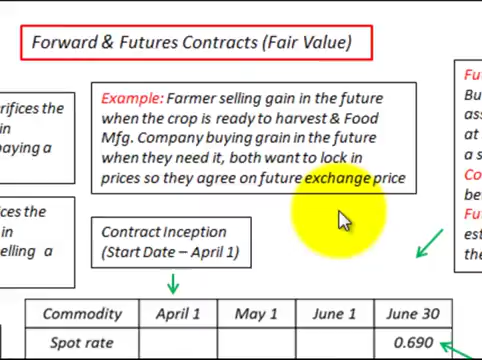 Forward & Futures Contracts (Fair Value)
rifices the
in
paying a
Example: Farmer selling gain in the future
when the crop is ready to harvest & Food
Mfg. Company buying grain in the future
when they need it, both want to lock in
prices so they agree on future exchange price
Fu
Bu
ass
at
a s
Co
be
Fu
est
the
ices the
in
elling a
Contract Inception
(Start Date – April 1)
Commodity April 1 May 1 June 1 June 30
Spot rate 0.690